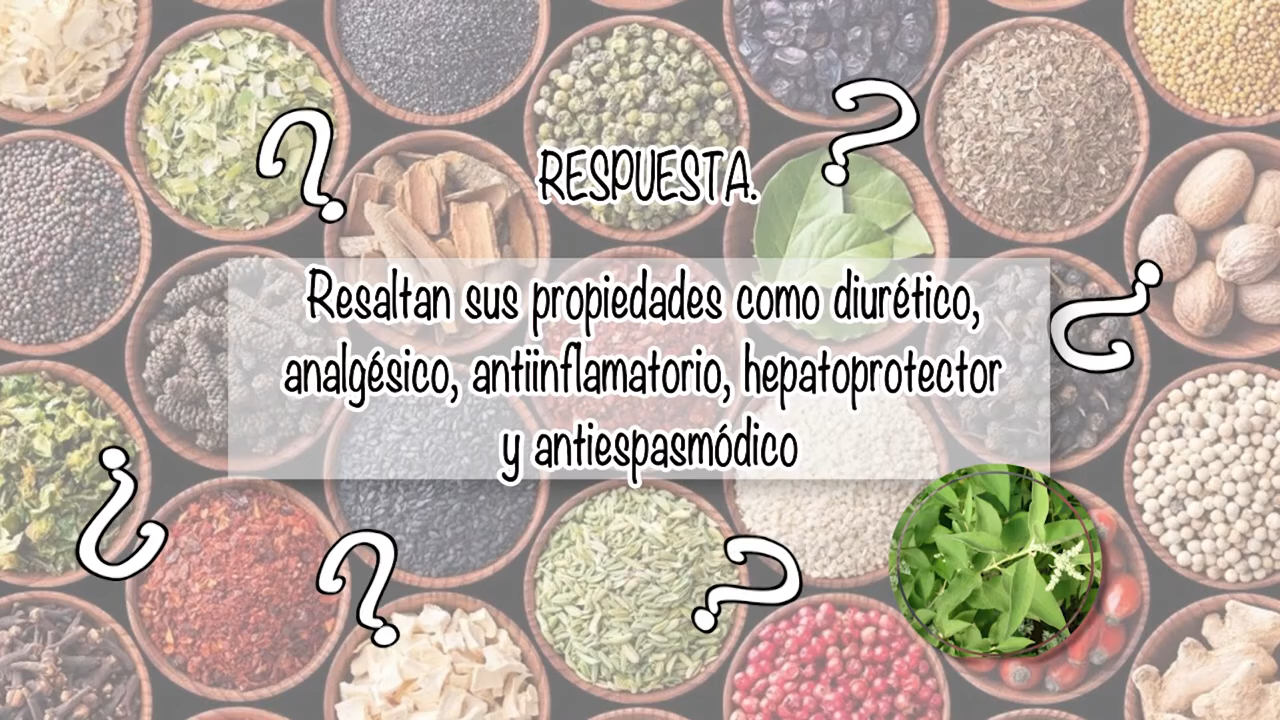 RESPUESTA.
Resaltan sus propiedades como diurético,
analgésico, antiinflamatorio, hepatoprotector
y antiespasmódico